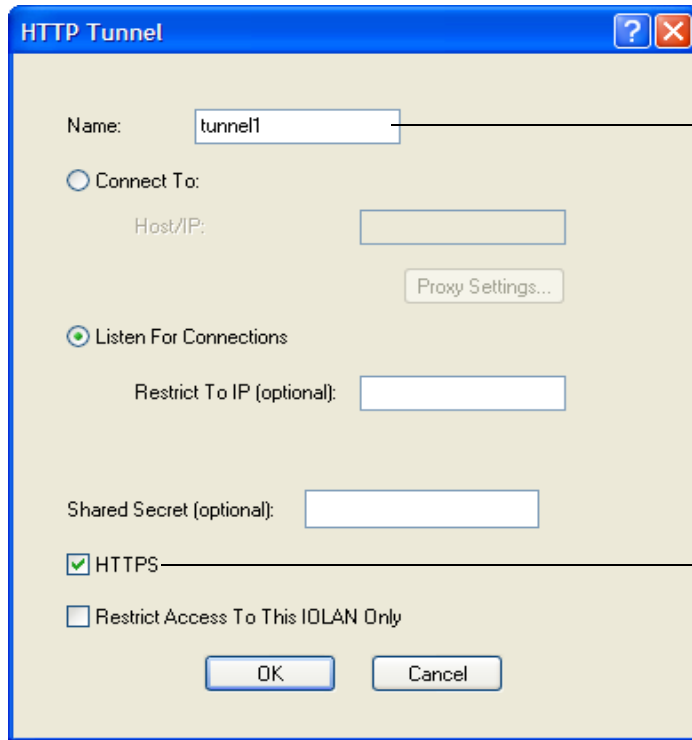 HTTP Tunnel
Name: tunnel1
Connect To:
Host/IP:
Proxy Settings...
Listen For Connections
Restrict To IP (optional):
Shared Secret (optional):
HTTPS
Restrict Access To This IOLAN Only
OK Cancel